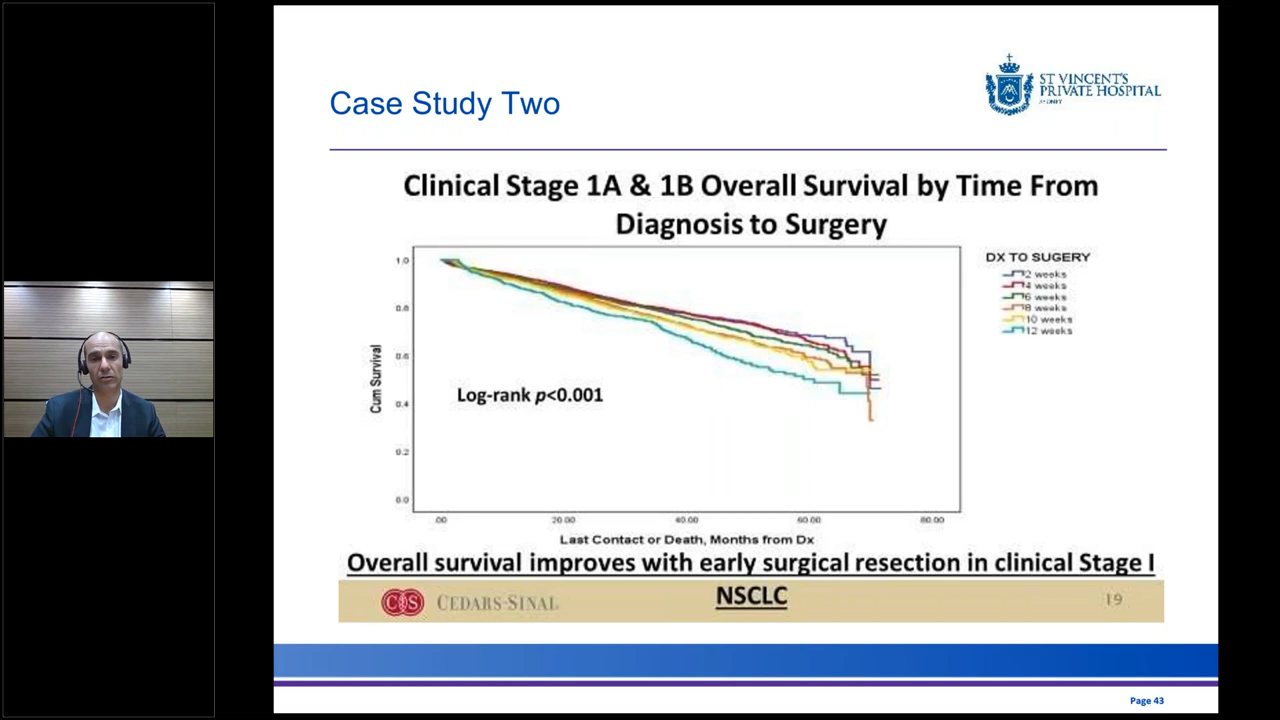 Case Study Two
ST VINCENT'S
PRIVATE HOSPITAL
SYDNEY
Clinical Stage 1A & 1B Overall Survival by Time From
Diagnosis to Surgery
DX TO SUGERY
2 weeks
4 weeks
6 weeks
8 weeks
10 weeks
12 weeks
1.0
0.8
0.6
0.4
0.2
0.0
Cum Survival
Log-rank p<0.001
.00 20.00 40.00 60.00 80.00
Last Contact or Death, Months from Dx
Overall survival improves with early surgical resection in clinical Stage I
NSCLC
CEDARS-SINAI
19
Page 43